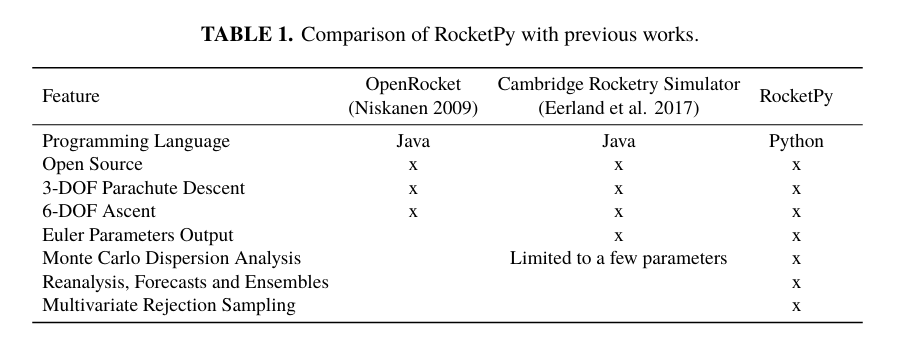 TABLE 1. Comparison of RocketPy with previous works.
Feature OpenRocket (Niskanen 2009) Cambridge Rocketry Simulator (Eerland et al. 2017) RocketPy
Programming Language Java Java Python
Open Source x x x
3-DOF Parachute Descent x x x
6-DOF Ascent x x x
Euler Parameters Output x x
Monte Carlo Dispersion Analysis Limited to a few parameters x
Reanalysis, Forecasts and Ensembles x
Multivariate Rejection Sampling x